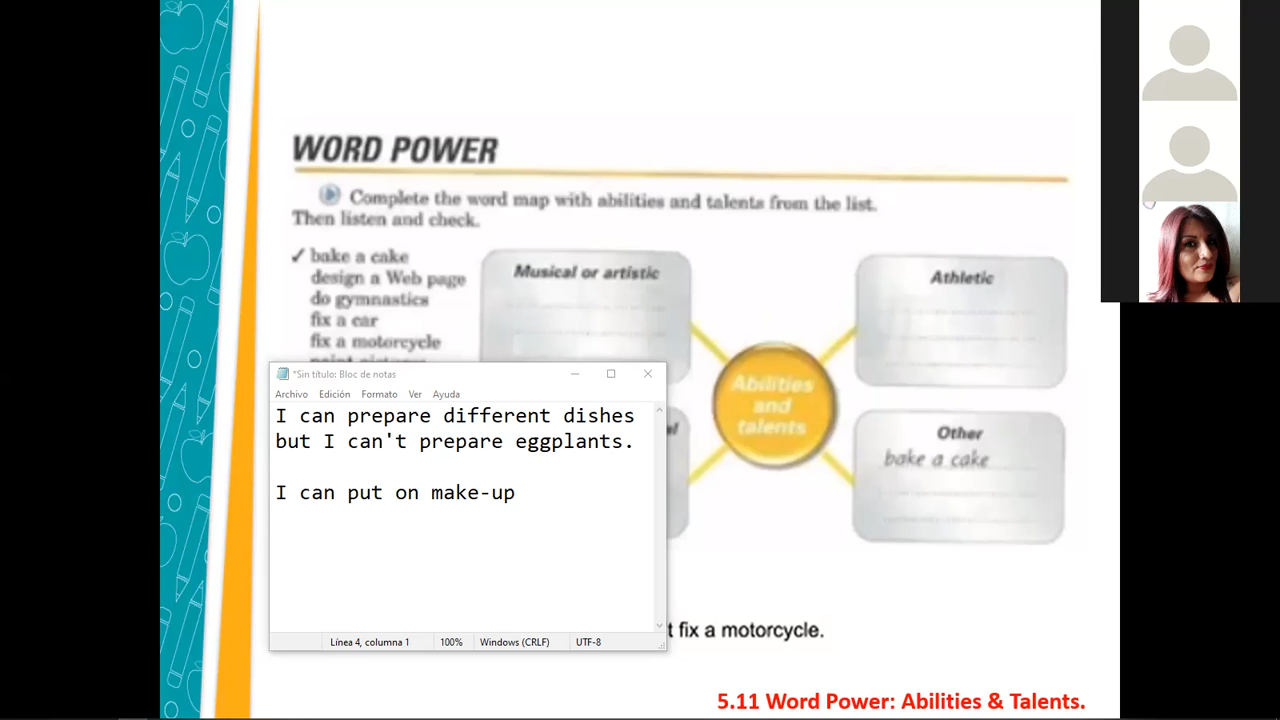 WORD POWER
Complete the word map with abilities and talents from the list.
Then listen and check.
✓ bake a cake
design a Web page
do gymnastics
fix a car
fix a motorcycle
Musical or artistic
Athletic
Abilities
and
talents
Other
bake a cake
*Sin título: Bloc de notas
Archivo Edición Formato Ver Ayuda
I can prepare different dishes
but I can't prepare eggplants.
I can put on make-up
Línea 4, columna 1 100% Windows (CRLF) UTF-8
t fix a motorcycle.
5.11 Word Power: Abilities & Talents.